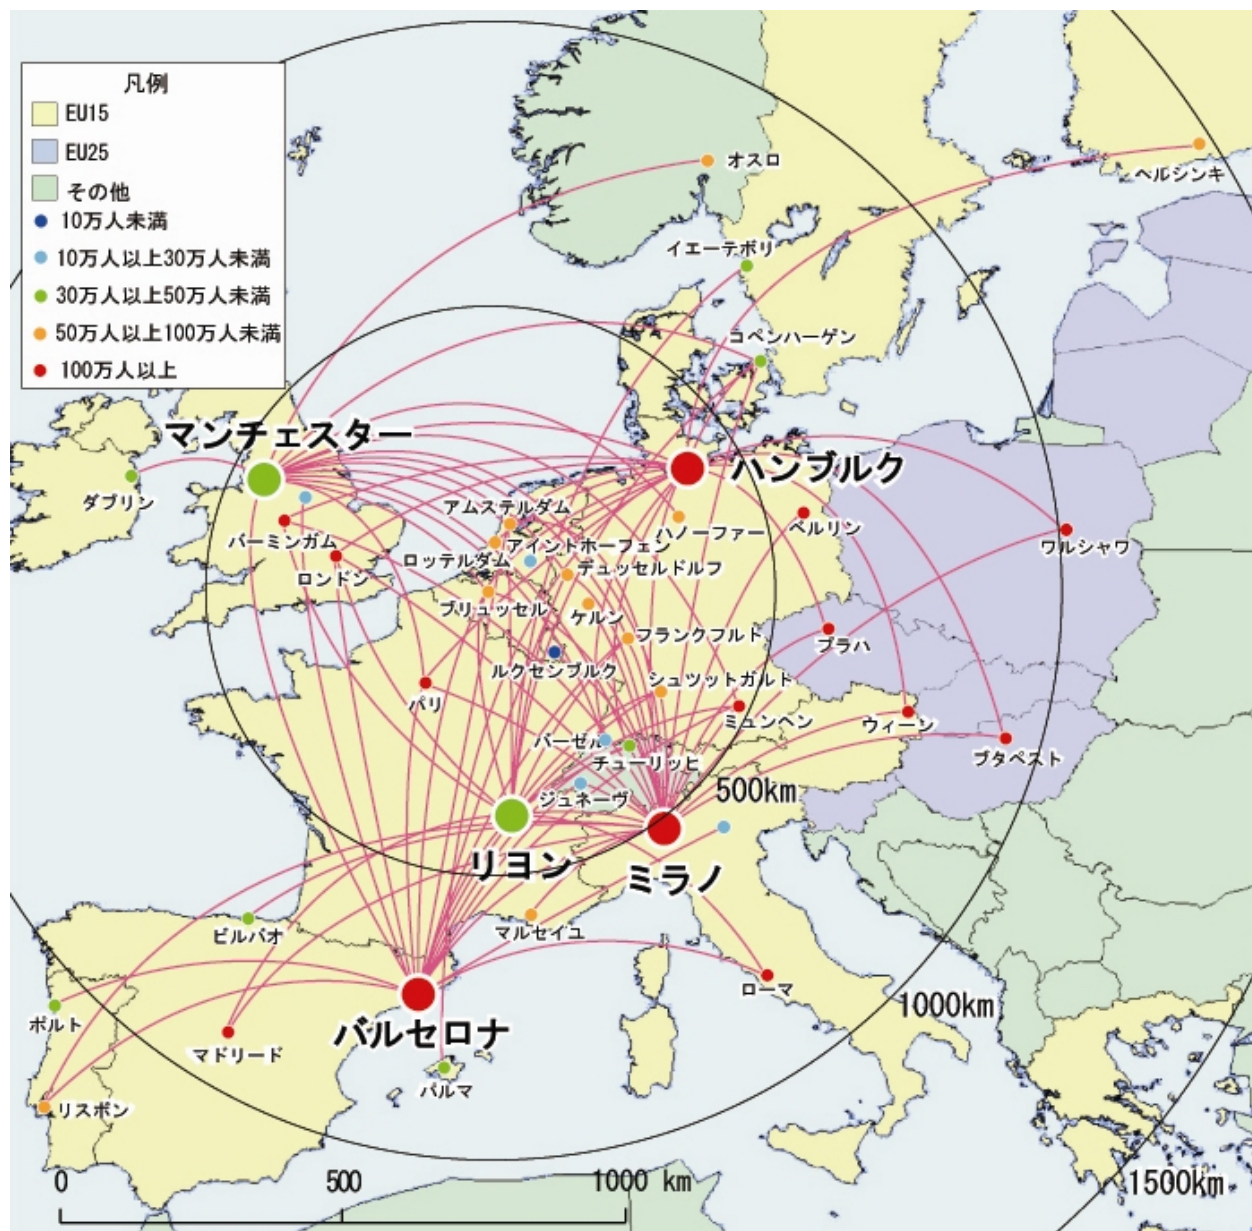 凡例
EU15
EU25
その他
10万人未満
10万人以上30万人未満
30万人以上50万人未満
50万人以上100万人未満
100万人以上
オスロ
ヘルシンキ
イエーテボリ
コペンハーゲン
マンチェスター
ハンブルク
ダブリン
アムステルダム
バーミンガム
ハノーファー
ベルリン
ワルシャワ
ロッテルダム
アイントホーフェン
ロンドン
デュッセルドルフ
ブリュッセル
ケルン
フランクフルト
プラハ
ルクセンブルク
シュツットガルト
パリ
ミュンヘン
ウィーン
バーゼル
チューリッヒ
ブタペスト
ジュネーヴ
500km
リヨン
ミラノ
ビルバオ
マルセイユ
ローマ
1000km
ポルト
バルセロナ
マドリード
パルマ
リスボン
0
500
1000 km
1500km